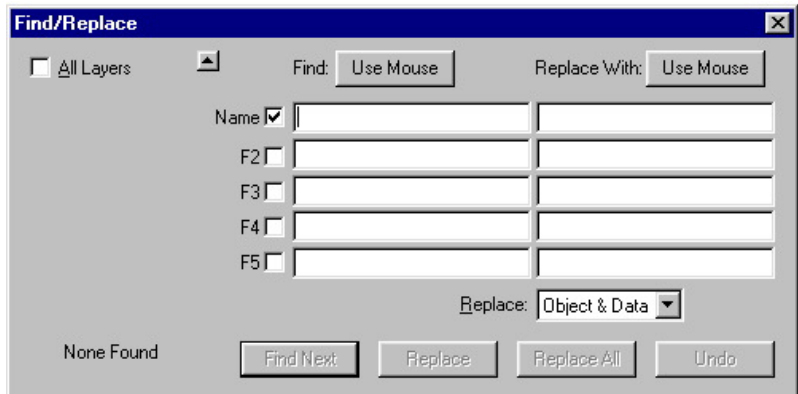 Find/Replace
All Layers Find: Use Mouse Replace With: Use Mouse
Name
F2
F3
F4
F5
Replace: Object & Data
None Found Find Next Replace Replace All Undo